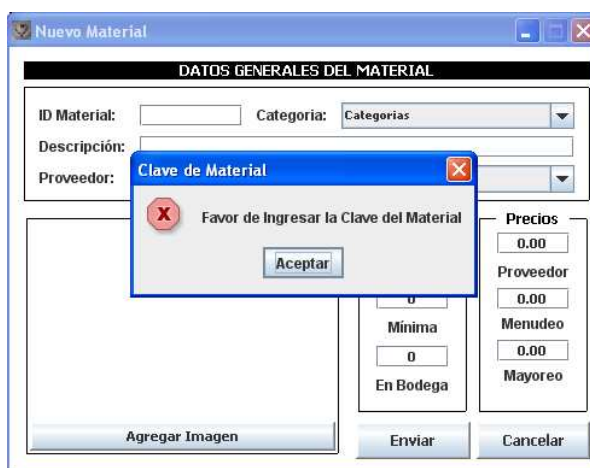 Nuevo Material
DATOS GENERALES DEL MATERIAL
ID Material:
Categoria: Categorias
Descripción:
Proveedor:
Clave de Material
Favor de Ingresar la Clave del Material
Aceptar
0
Mínima
0
En Bodega
Precios
0.00
Proveedor
0.00
Menudeo
0.00
Mayoreo
Agregar Imagen
Enviar
Cancelar